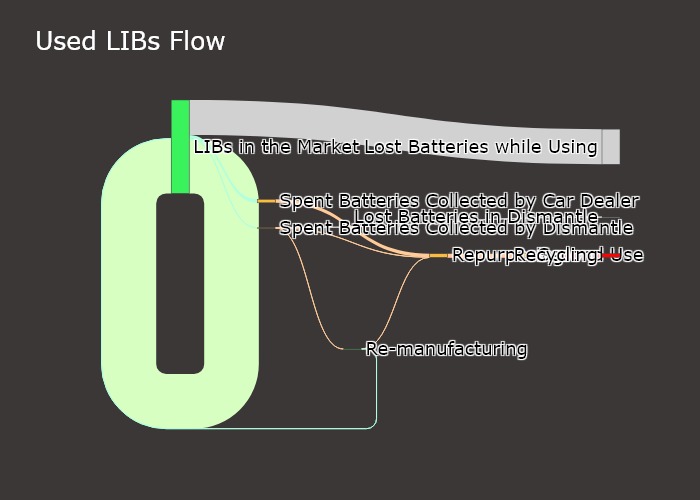 Used LIBs Flow
LIBs in the Market
Lost Batteries while Using
Spent Batteries Collected by Car Dealer
Lost Batteries in Dismantle
Spent Batteries Collected by Dismantle
Recycling
Use
Re-manufacturing